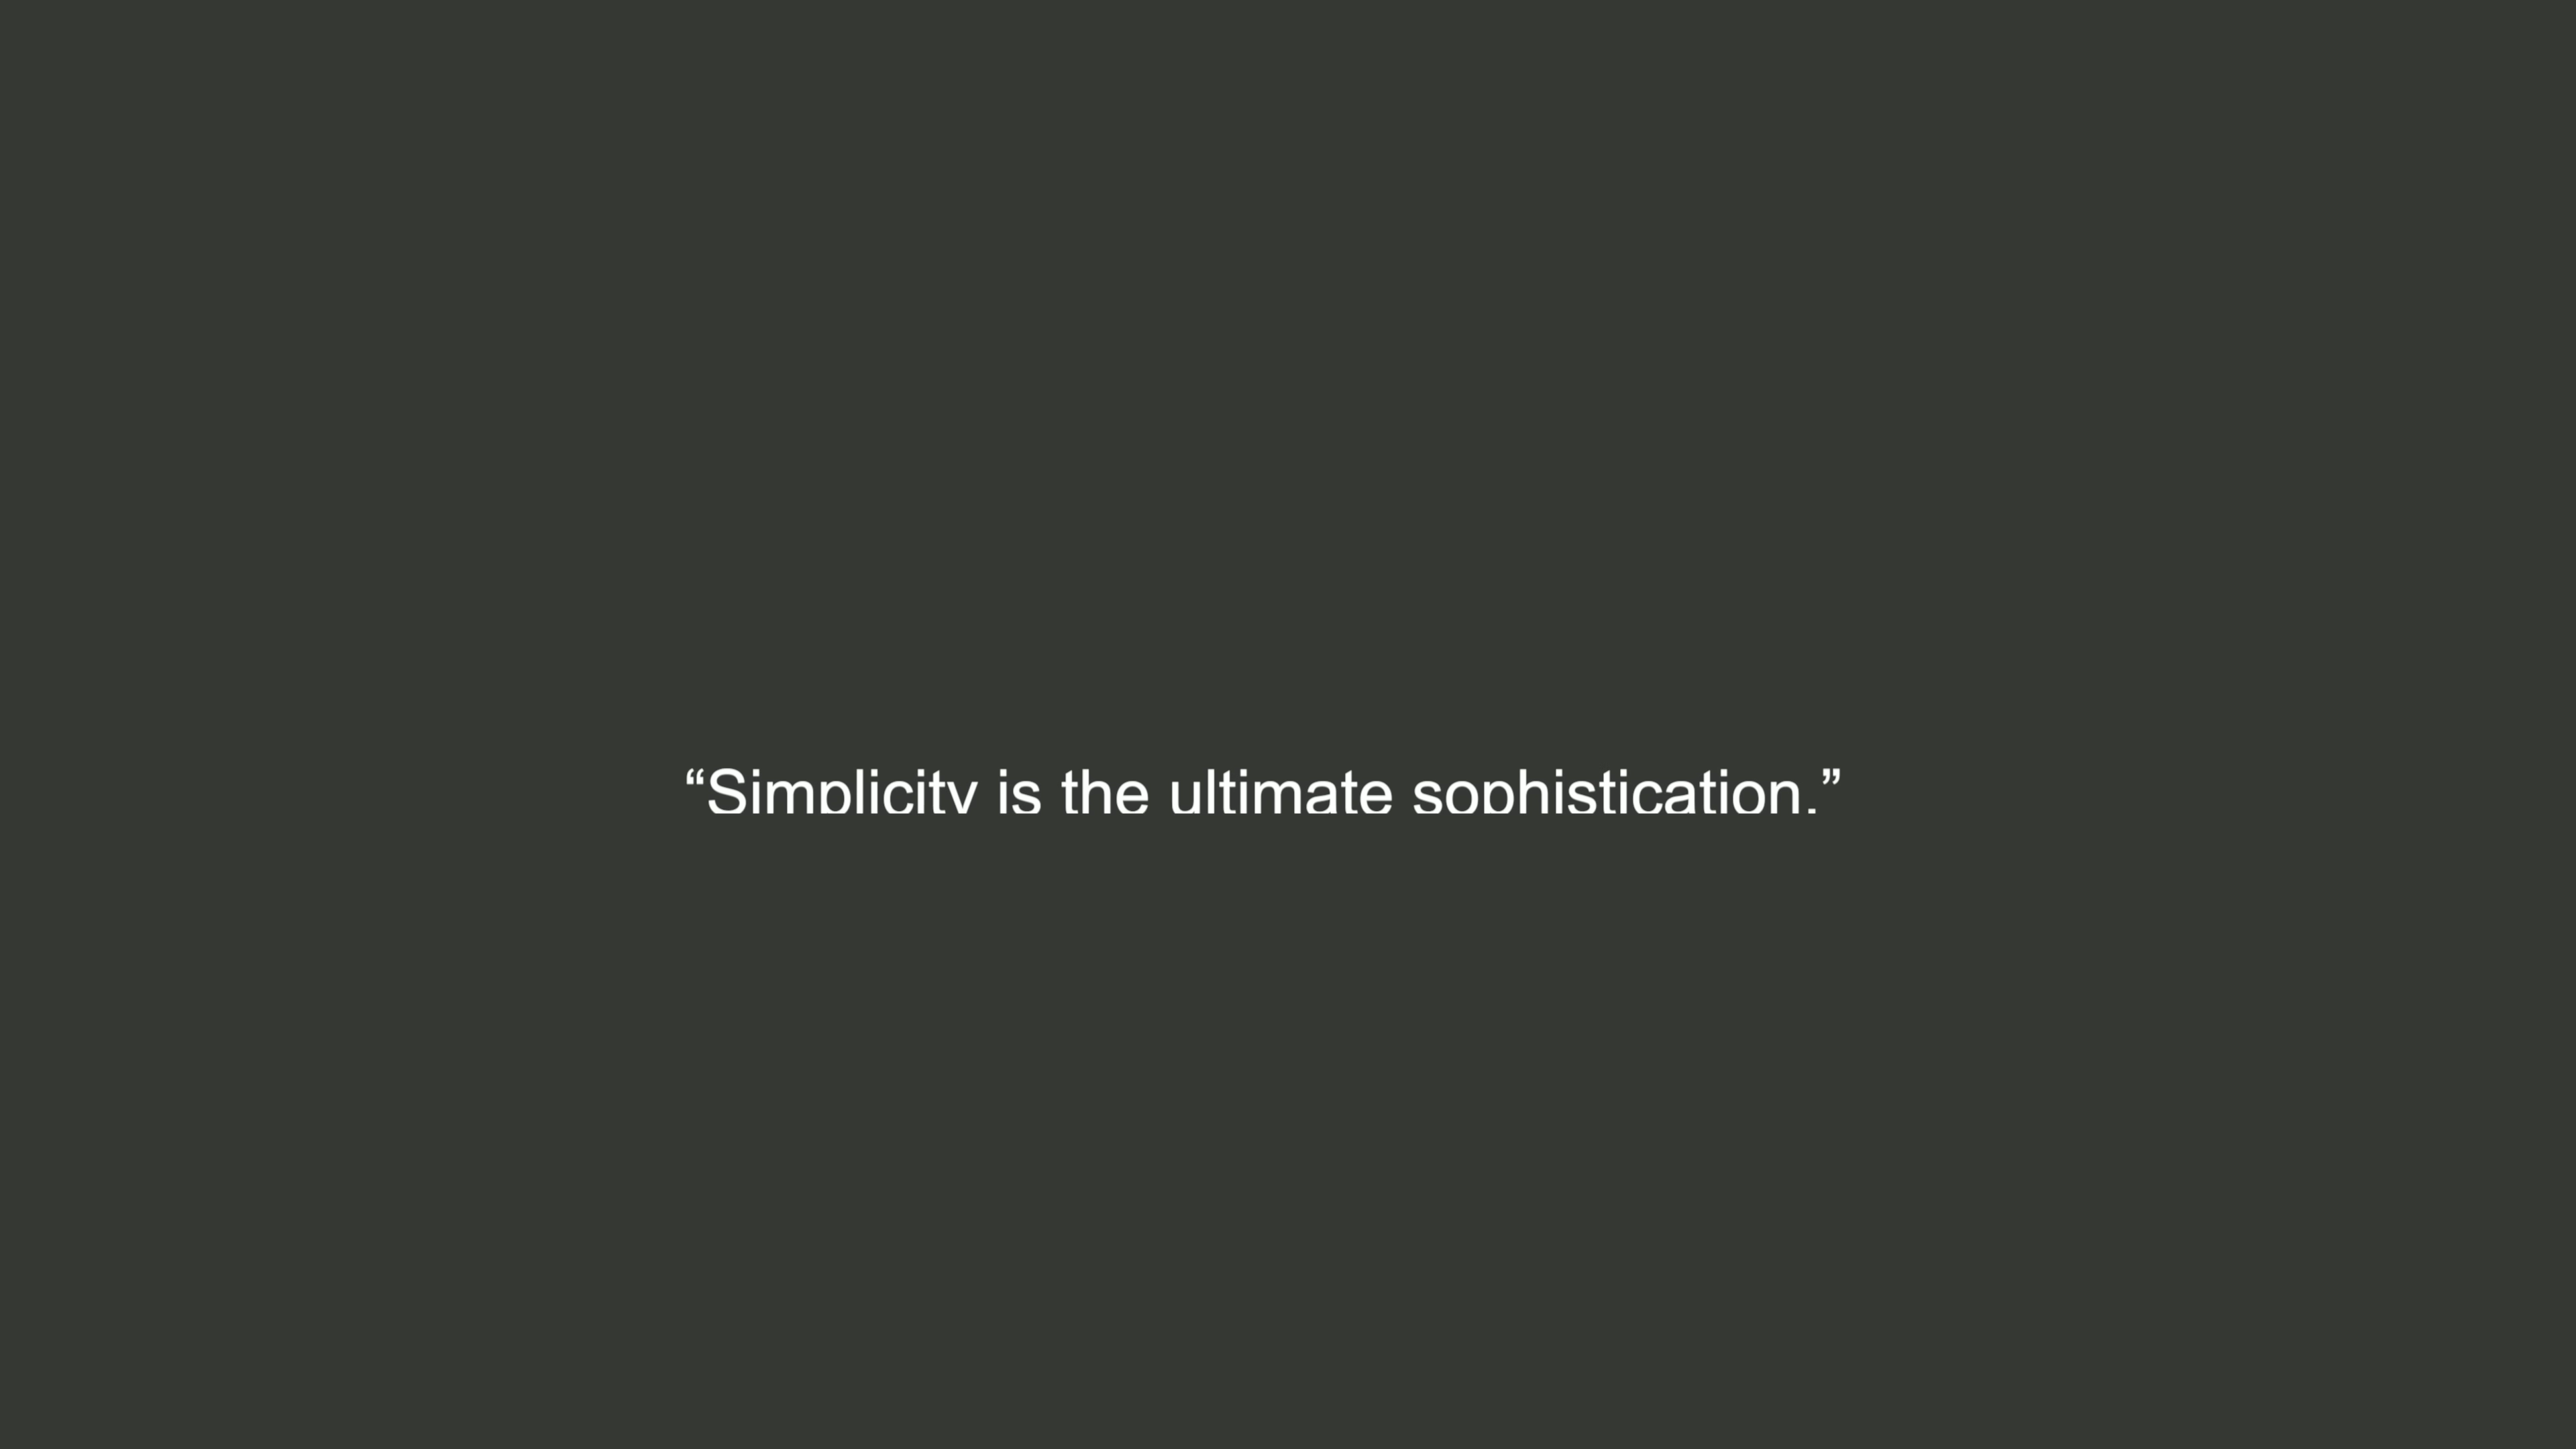 “Simplicity is the ultimate sophistication.”